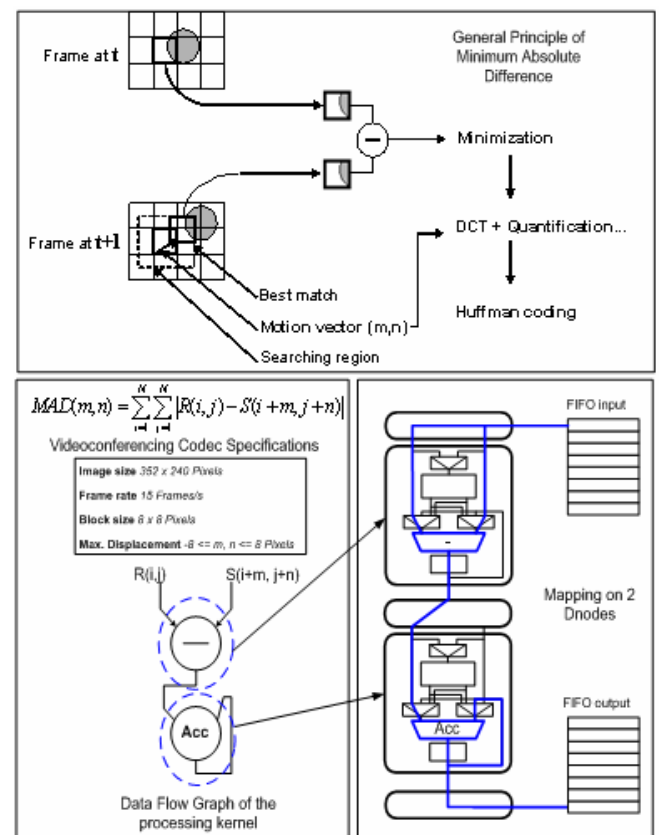 Frame at t
General Principle of
Minimum Absolute
Difference
−
Minimization
Frame at t+1
DCT + Quantification...
Best match
Motion vector (m,n)
Huffman coding
Searching region
MAD(m,n) = ∑ i=1 N ∑ j=1 N |R(i,j) − S(i+m, j+n)|
Videoconferencing Codec Specifications
Image size 352 x 240 Pixels
Frame rate 15 Frames/s
Block size 8 x 8 Pixels
Max. Displacement -8 <= m, n <= 8 Pixels
R(i,j)
S(i+m, j+n)
—
Acc
Data Flow Graph of the
processing kernel
FIFO input
-
Mapping on 2
Dnodes
FIFO output
Acc